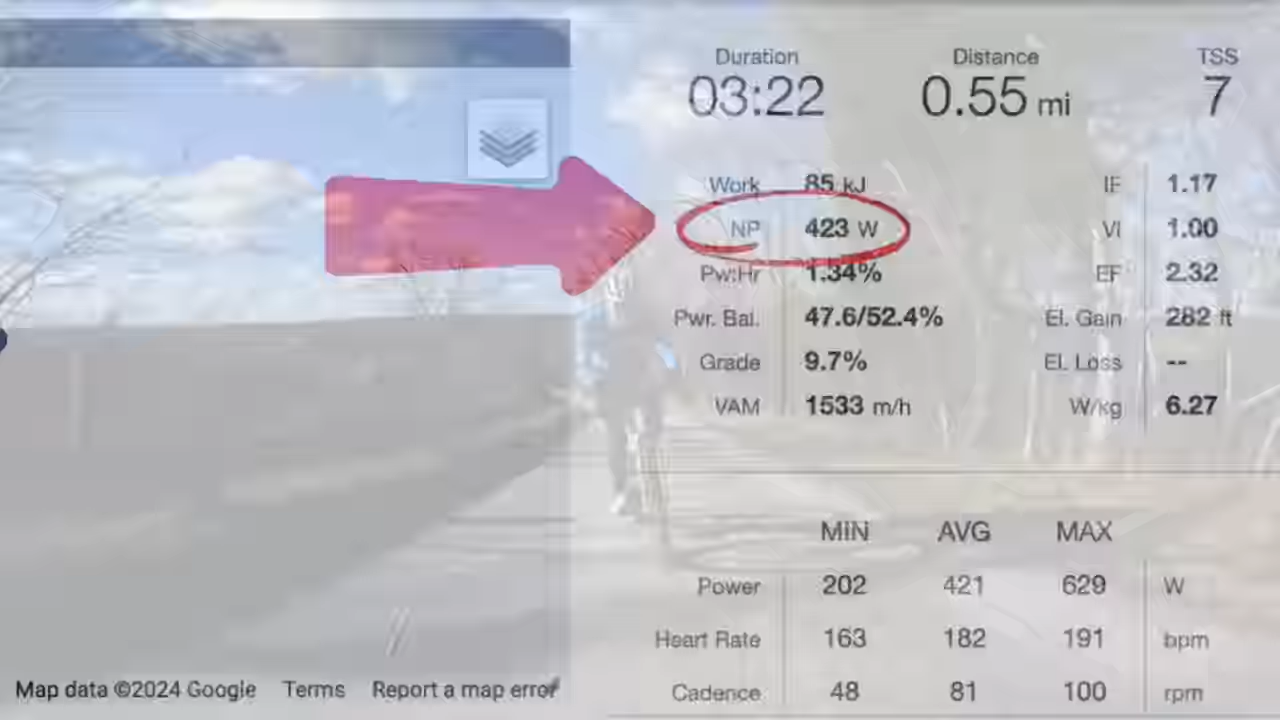 Duration Distance TSS
03:22 0.55 mi 7
Work 85 kJ IF 1.17
NP 423 W VI 1.00
Pw:Hr 1.34% EF 2.32
Pwr. Bal. 47.6/52.4% El. Gain 282 ft
Grade 9.7% El. Loss --
VAM 1533 m/h W/kg 6.27
MIN AVG MAX
Power 202 421 629 W
Heart Rate 163 182 191 bpm
Cadence 48 81 100 rpm
Map data ©2024 Google Terms Report a map error